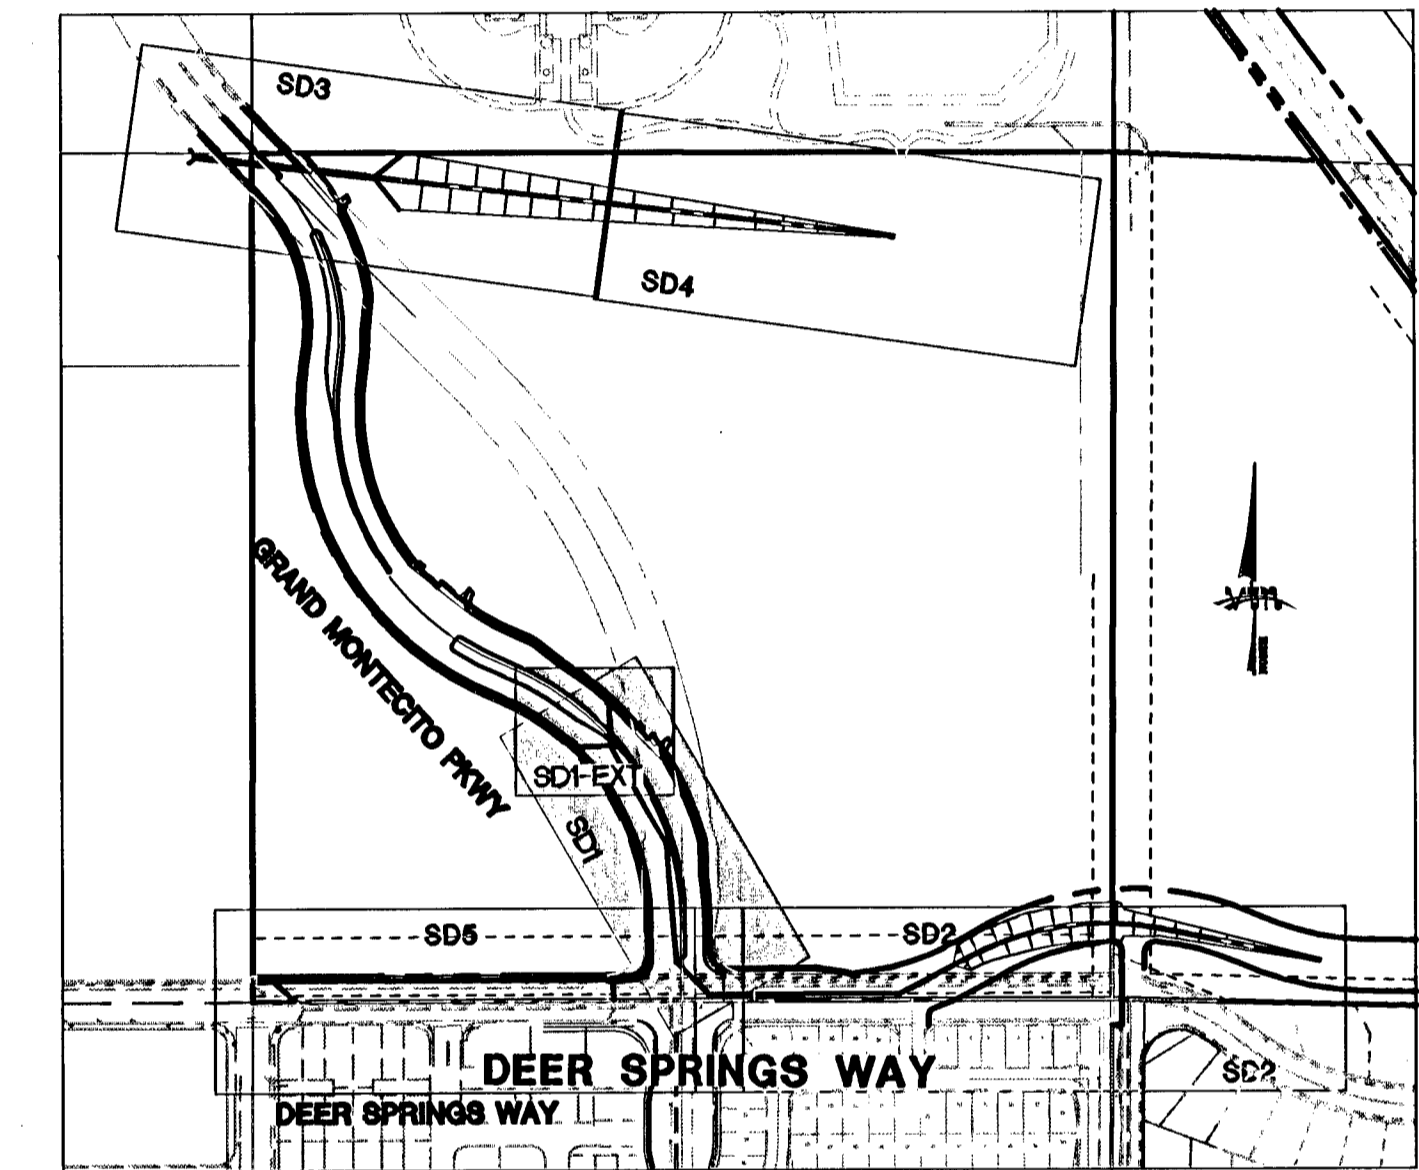 SD3
SD4
GRAND MONTECITO PKWY
SD1-EXT
SD1
SD5
SD2
DEER SPRINGS WAY
SD2
DEER SPRINGS WAY